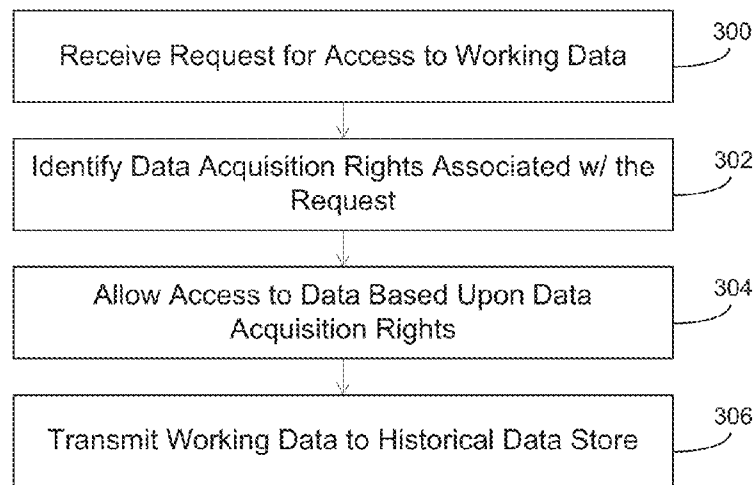 Receive Request for Access to Working Data
300
Identify Data Acquisition Rights Associated w/ the
Request
302
Allow Access to Data Based Upon Data
Acquisition Rights
304
Transmit Working Data to Historical Data Store
306